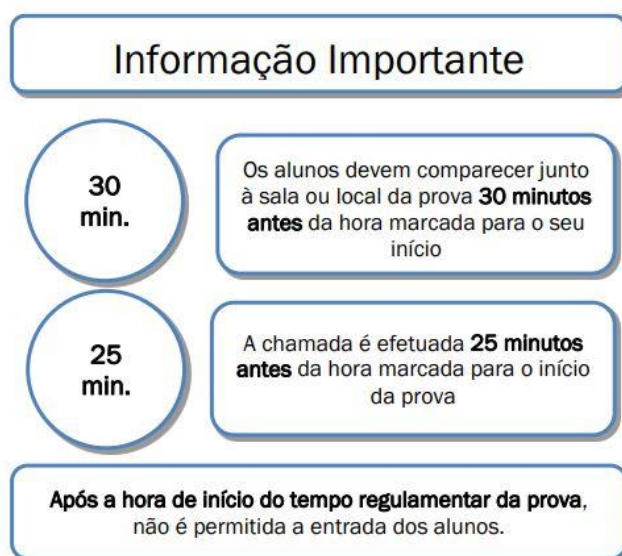 Informação Importante
30
min.
Os alunos devem comparecer junto
à sala ou local da prova 30 minutos
antes da hora marcada para o seu
início
25
min.
A chamada é efetuada 25 minutos
antes da hora marcada para o início
da prova
Após a hora de início do tempo regulamentar da prova,
não é permitida a entrada dos alunos.